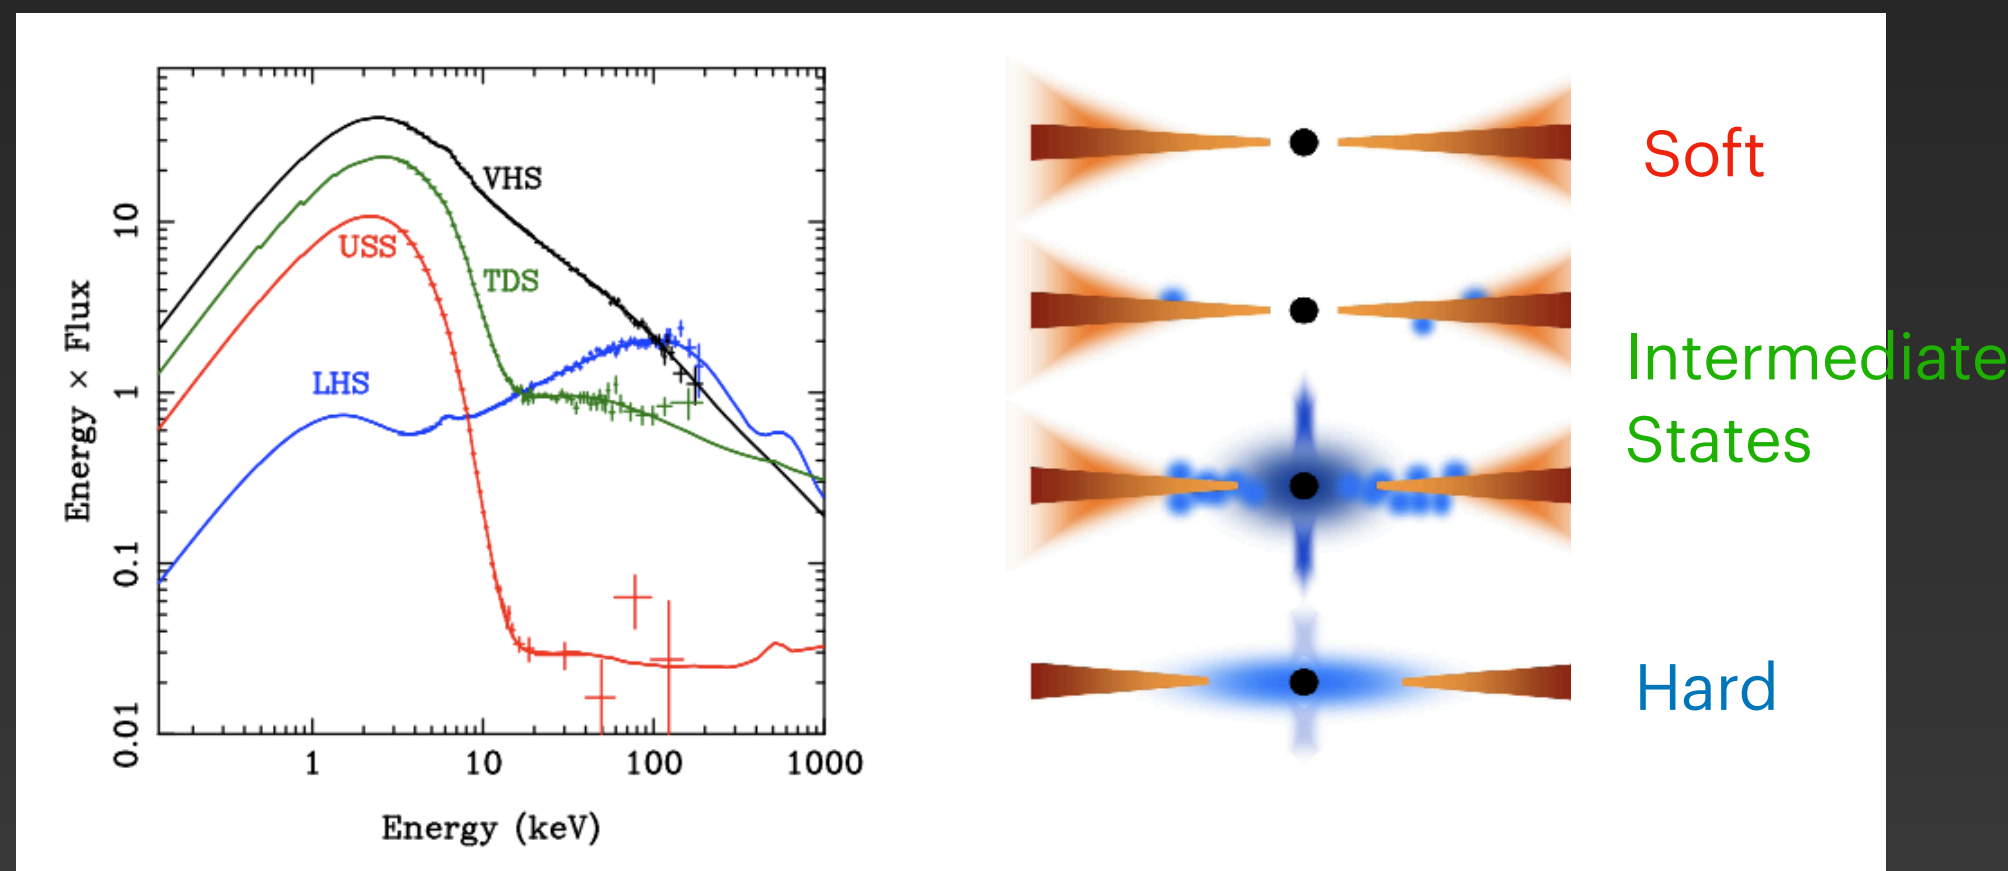 VHS
USS
TDS
LHS
10
1
0.1
0.01
Energy × Flux
1
10
100
1000
Energy (keV)
Soft
Intermediate
States
Hard